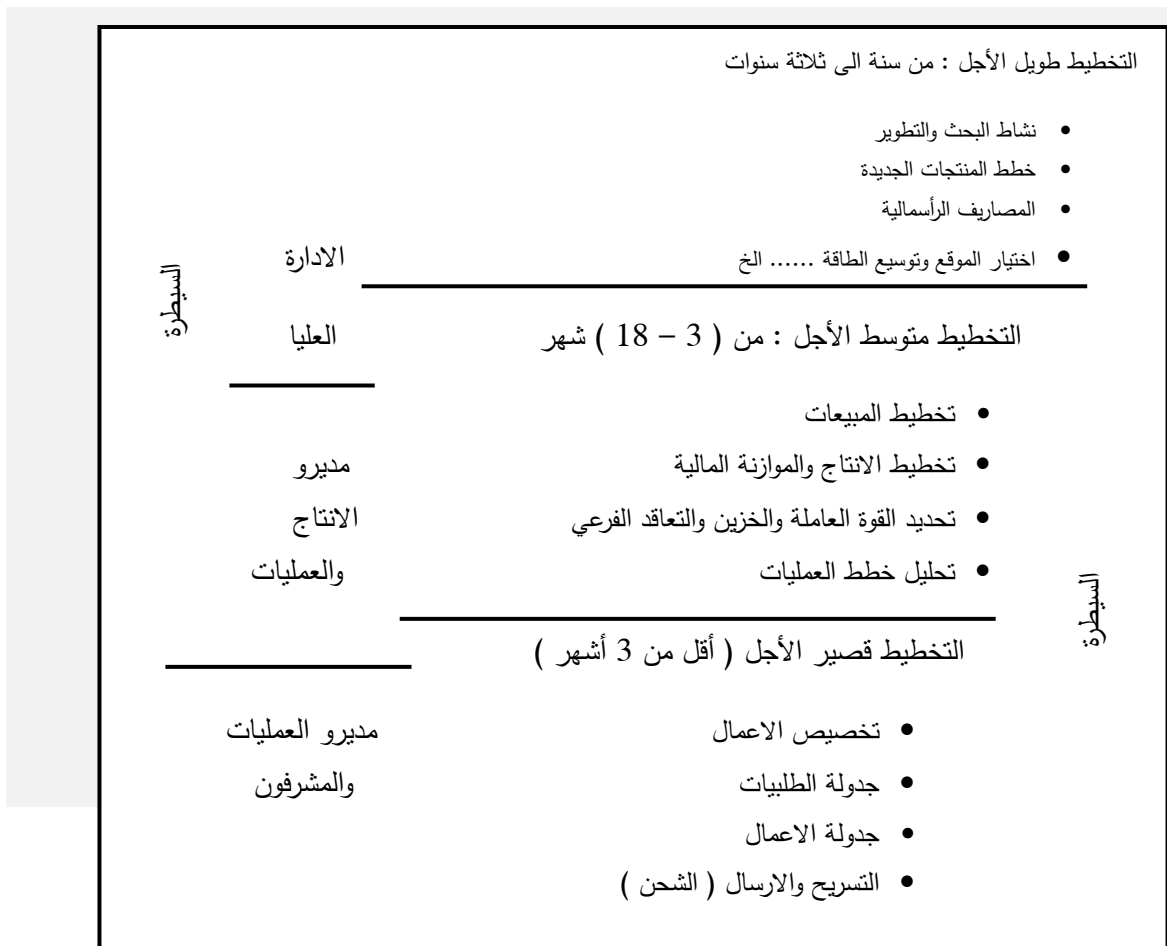 التخطيط طويل الأجل : من سنة الى ثلاثة سنوات
• نشاط البحث والتطوير
• خطط المنتجات الجديدة
• المصاريف الرأسمالية
• اختيار الموقع وتوسيع الطاقة ...... الخ
الادارة
السيطرة
التخطيط متوسط الأجل : من ( 3 – 18 ) شهر
العليا
• تخطيط المبيعات
• تخطيط الانتاج والموازنة المالية
مديرو
• تحديد القوة العاملة والخزين والتعاقد الفرعي
الانتاج
• تحليل خطط العمليات
والعمليات
السيطرة
التخطيط قصير الأجل ( أقل من 3 أشهر )
• تخصيص الاعمال
مديرو العمليات
• جدولة الطلبيات
والمشرفون
• جدولة الاعمال
• التسريح والارسال ( الشحن )